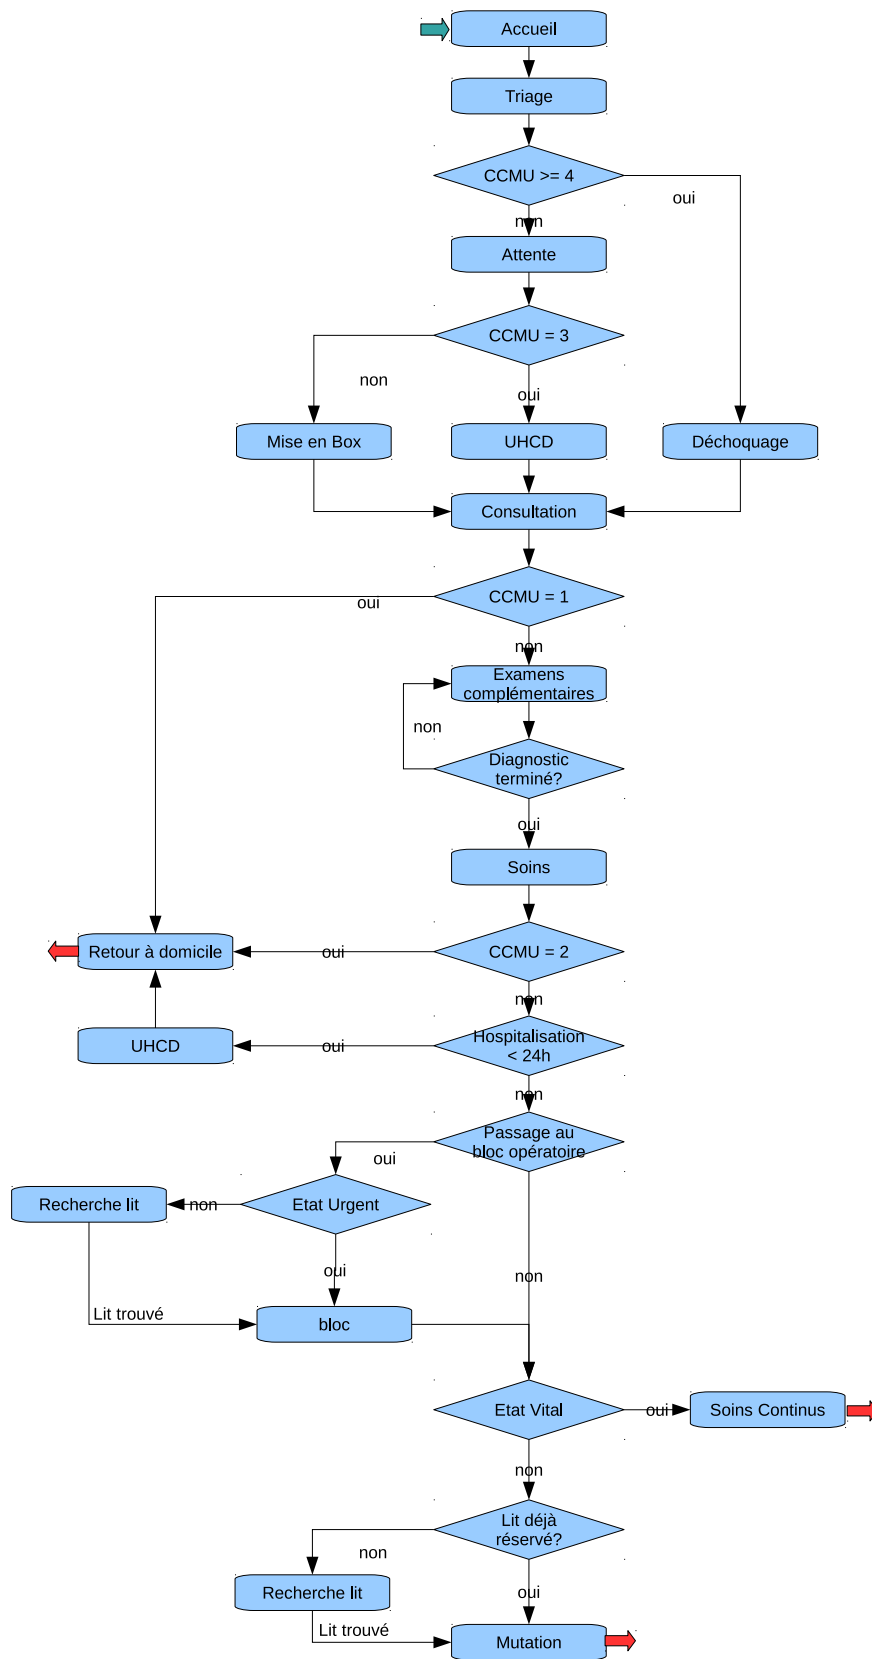 Accueil
Triage
CCMU >= 4
oui
non
Attente
CCMU = 3
non
oui
Mise en Box
UHCD
Déchoquage
Consultation
CCMU = 1
oui
non
Examens
complémentaires
non
Diagnostic
terminé?
oui
Soins
Retour à domicile
oui
CCMU = 2
non
UHCD
oui
Hospitalisation
< 24h
non
Passage au
bloc opératoire
oui
Recherche lit
non
Etat Urgent
oui
non
Lit trouvé
bloc
Etat Vital
oui
Soins Continus
non
Lit déjà
réservé?
non
Recherche lit
oui
Lit trouvé
Mutation